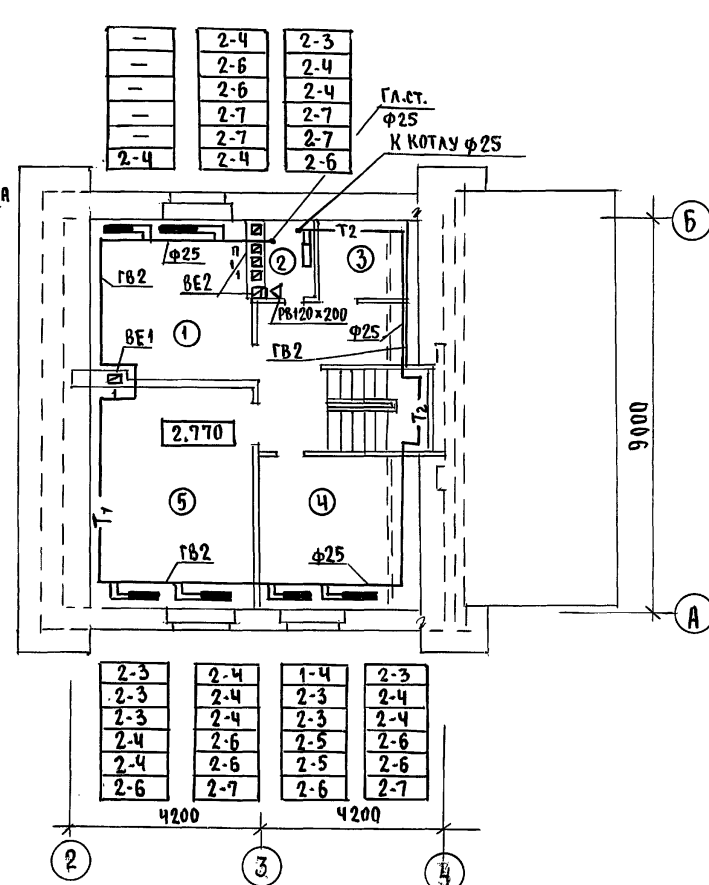 — 2-4 2-3
— 2-6 2-4
— 2-6 2-4
— 2-7 2-7
— 2-7 2-7
2-4 2-4 2-6
ГЛ.СТ.
ф25
К КОТЛУ ф25
А
Б
Т2
ф25
П
1
1
2
3
ГВ2
ВЕ2
РВ120×200
1
ф25
ВЕ1
ГВ2
1
2.770
Т2
9000
5
4
Т1
ГВ2
ф25
А
2-3 2-4 1-4 2-3
2-3 2-4 2-3 2-4
2-3 2-4 2-3 2-4
2-4 2-6 2-5 2-6
2-4 2-6 2-5 2-6
2-6 2-7 2-6 2-7
4200 4200
2 3 4